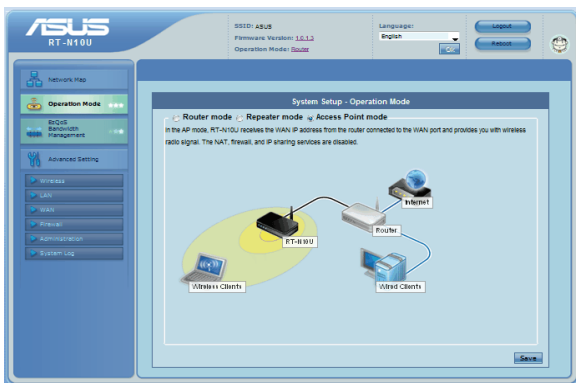 ASUS
RT-N10U
SSID: ASUS
Firmware Version: 1.0.1.3
Operation Mode: Router
Language:
English
Logout
Reboot
Network Map
Operation Mode
EzQoS
Bandwidth
Management
Advanced Setting
Wireless
LAN
WAN
Firewall
Administration
System Log
System Setup - Operation Mode
Router mode Repeater mode Access Point mode
In the AP mode, RT-N10U receives the WAN IP address from the router connected to the WAN port and provides you with wireless
radio signal. The NAT, firewall, and IP sharing services are disabled.
Internet
Router
RT-N10U
Wireless Clients
Wired Clients
Save